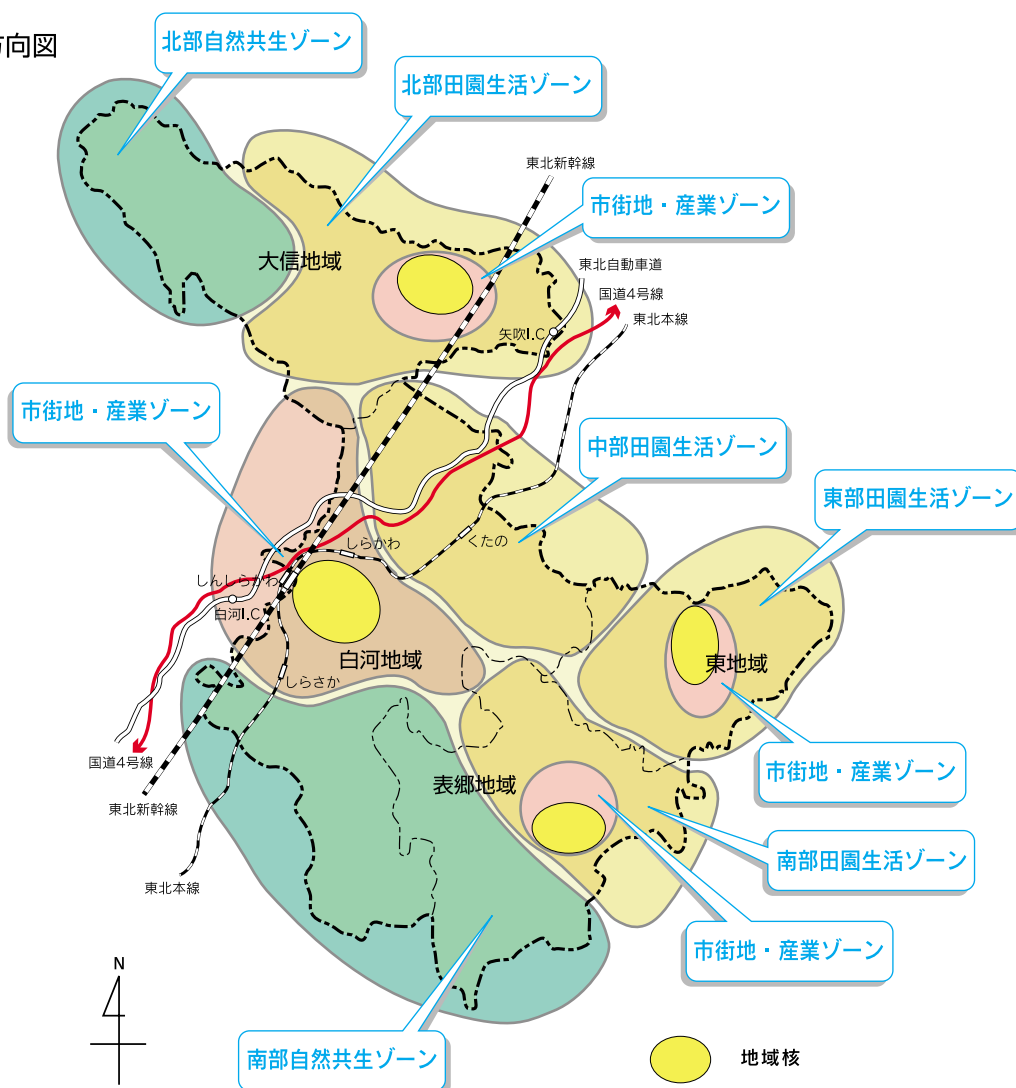 方向図
北部自然共生ゾーン
北部田園生活ゾーン
東北新幹線
市街地・産業ゾーン
大信地域
東北自動車道
国道4号線
東北本線
矢吹I.C
市街地・産業ゾーン
中部田園生活ゾーン
東部田園生活ゾーン
しらかわ
くたの
しんしらかわ
白河I.C
白河地域
東地域
しらさか
国道4号線
市街地・産業ゾーン
表郷地域
東北新幹線
南部田園生活ゾーン
東北本線
市街地・産業ゾーン
N
南部自然共生ゾーン
地域核